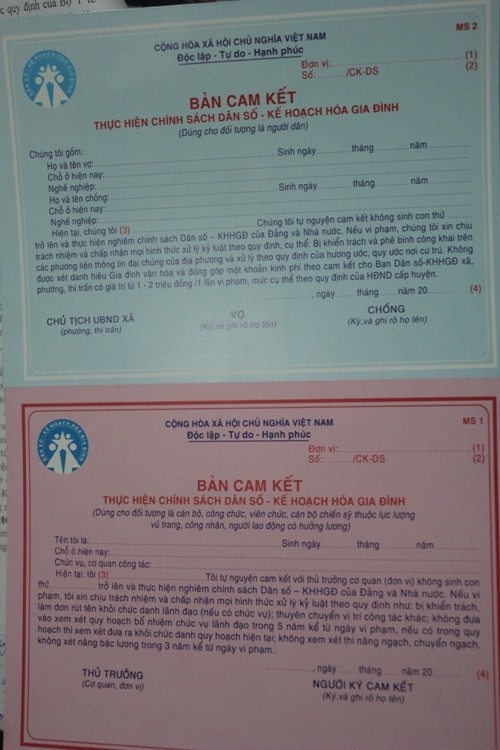 c quy định của Bộ Y tế
MS 2
CỘNG HÒA XÃ HỘI CHỦ NGHĨA VIỆT NAM
Độc lập - Tự do - Hạnh phúc
Đơn vị: (1)
Số: /CK-DS (2)
BẢN CAM KẾT
THỰC HIỆN CHÍNH SÁCH DÂN SỐ - KẾ HOẠCH HÓA GIA ĐÌNH
(Dùng cho đối tượng là người dân)
Chúng tôi gồm:
Họ và tên vợ: Sinh ngày tháng năm
Chỗ ở hiện nay:
Nghề nghiệp:
Họ và tên chồng: Sinh ngày tháng năm
Chỗ ở hiện nay:
Nghề nghiệp:
Hiện tại, chúng tôi (3) Chúng tôi tự nguyện cam kết không sinh con thứ
trở lên và thực hiện nghiêm chính sách Dân số – KHHGĐ của Đảng và Nhà nước. Nếu vi phạm, chúng tôi xin chịu
trách nhiệm và chấp nhận mọi hình thức xử lý kỷ luật theo quy định, cụ thể: Bị khiển trách và phê bình công khai trên
các phương tiện thông tin đại chúng của địa phương và xử lý theo quy định của hương ước, quy ước nơi cư trú. Không
được xét danh hiệu Gia đình văn hóa và đóng góp một khoản kinh phí theo cam kết cho Ban Dân số-KHHGĐ xã,
phường, thị trấn có giá trị từ 1 - 2 triệu đồng /1 lần vi phạm, mức cụ thể theo quy định của HĐND cấp huyện.
, ngày tháng năm 20 (4)
CHỦ TỊCH UBND XÃ VỢ CHỒNG
(phường, thị trấn) (Ký,và ghi rõ họ tên) (Ký,và ghi rõ họ tên)
MS 1
CỘNG HÒA XÃ HỘI CHỦ NGHĨA VIỆT NAM
Độc lập - Tự do - Hạnh phúc
Đơn vị: (1)
Số: /CK-DS (2)
BẢN CAM KẾT
THỰC HIỆN CHÍNH SÁCH DÂN SỐ - KẾ HOẠCH HÓA GIA ĐÌNH
(Dùng cho đối tượng là cán bộ, công chức, viên chức, cán bộ chiến sỹ thuộc lực lượng
vũ trang, công nhân, người lao động có hưởng lương)
Tên tôi là: Sinh ngày tháng năm
Chỗ ở hiện nay:
Chức vụ, cơ quan công tác:
Hiện tại, tôi (3) Tôi tự nguyện cam kết với thủ trưởng cơ quan (đơn vị) không sinh con
thứ trở lên và thực hiện nghiêm chính sách Dân số – KHHGĐ của Đảng và Nhà nước. Nếu vi
phạm, tôi xin chịu trách nhiệm và chấp nhận mọi hình thức xử lý kỷ luật theo quy định như: bị khiển trách,
làm đơn rút tên khỏi chức danh lãnh đạo (nếu có chức vụ); thuyên chuyển vị trí công tác khác; không đưa
vào xem xét quy hoạch bổ nhiệm chức vụ lãnh đạo trong 5 năm kể từ ngày vi phạm, nếu có trong quy
hoạch thì xem xét đưa ra khỏi chức danh quy hoạch hiện tại; không xem xét thi nâng ngạch, chuyển ngạch,
không xét nâng bậc lương trong 3 năm kể từ ngày vi phạm.
, ngày tháng năm 20 (4)
THỦ TRƯỞNG NGƯỜI KÝ CAM KẾT
(Cơ quan, đơn vị) (Ký,và ghi rõ họ tên)